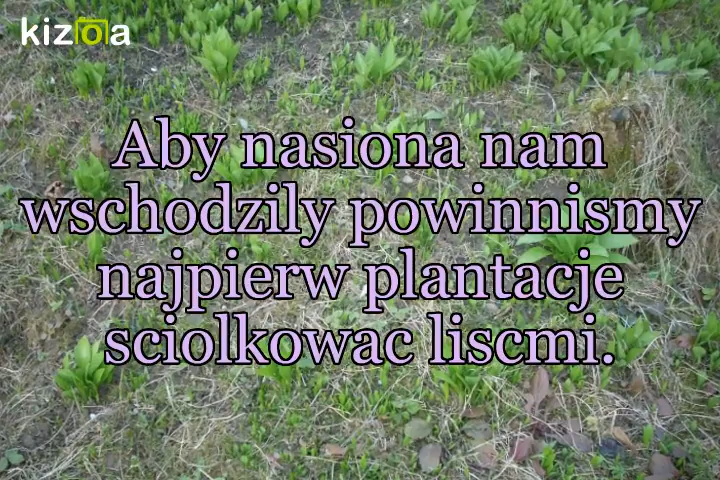 kizoa
Aby nasiona nam
wschodzily powinnismy
najpierw plantacje
sciolkowac liscmi.